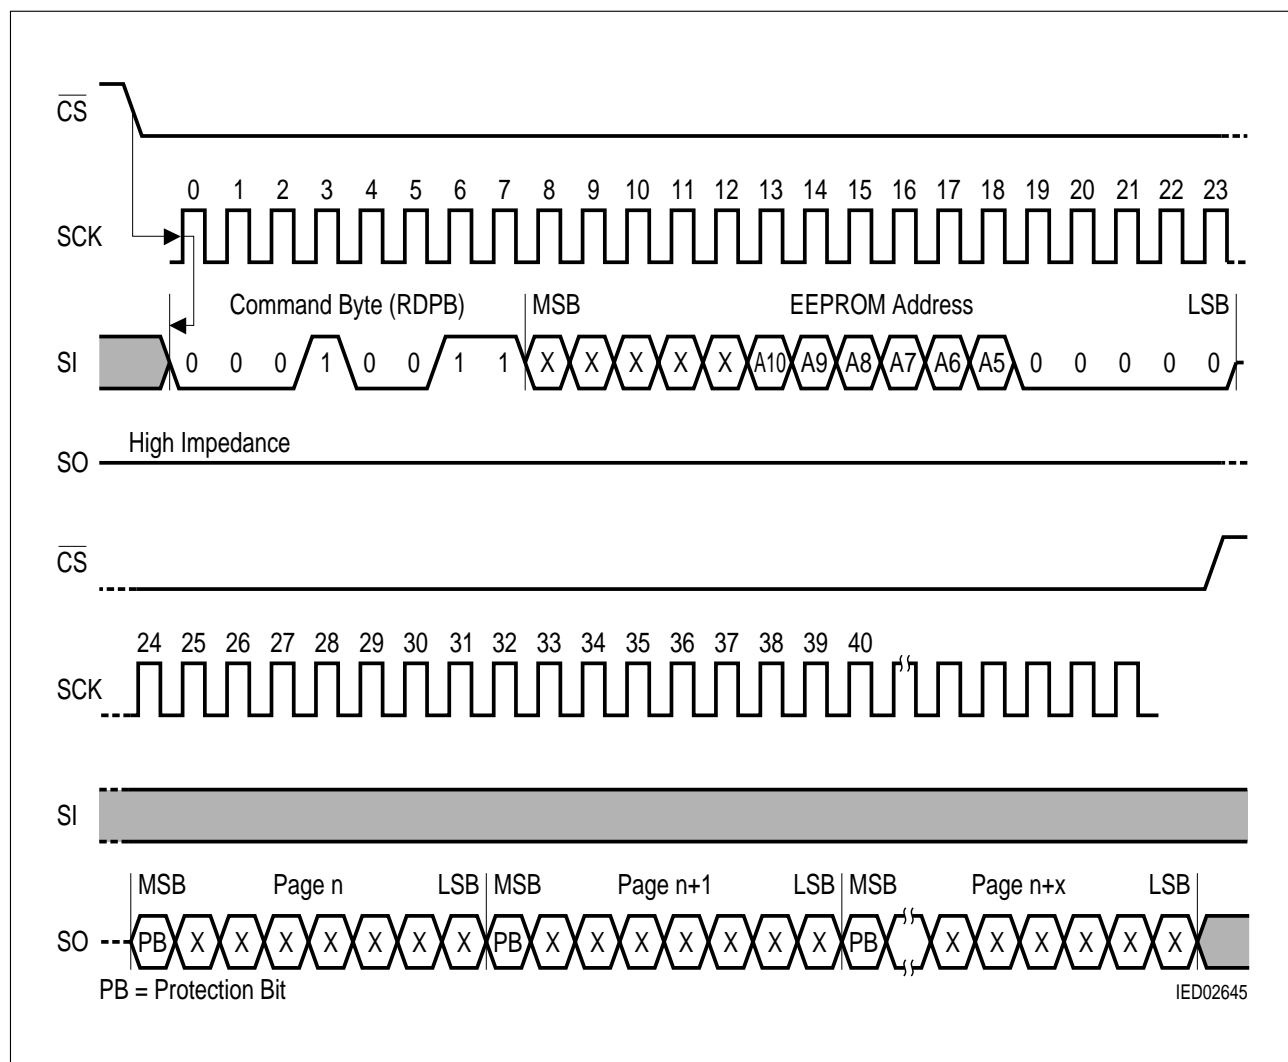 CS
0 1 2 3 4 5 6 7 8 9 10 11 12 13 14 15 16 17 18 19 20 21 22 23
SCK
Command Byte (RDPB) MSB EEPROM Address LSB
SI 0 0 0 1 0 0 1 1 X X X X X A10 A9 A8 A7 A6 A5 0 0 0 0 0
High Impedance
SO
CS
24 25 26 27 28 29 30 31 32 33 34 35 36 37 38 39 40
SCK
SI
MSB Page n LSB MSB Page n+1 LSB MSB Page n+x LSB
SO PB X X X X X X X PB X X X X X X X PB X X X X X X
PB = Protection Bit
IED02645